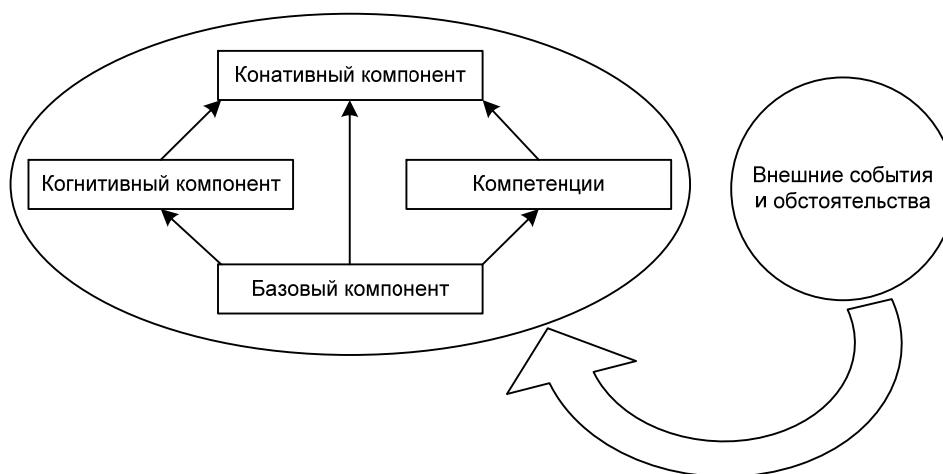 Конативный компонент
Когнитивный компонент
Компетенции
Базовый компонент
Внешние события
и обстоятельства